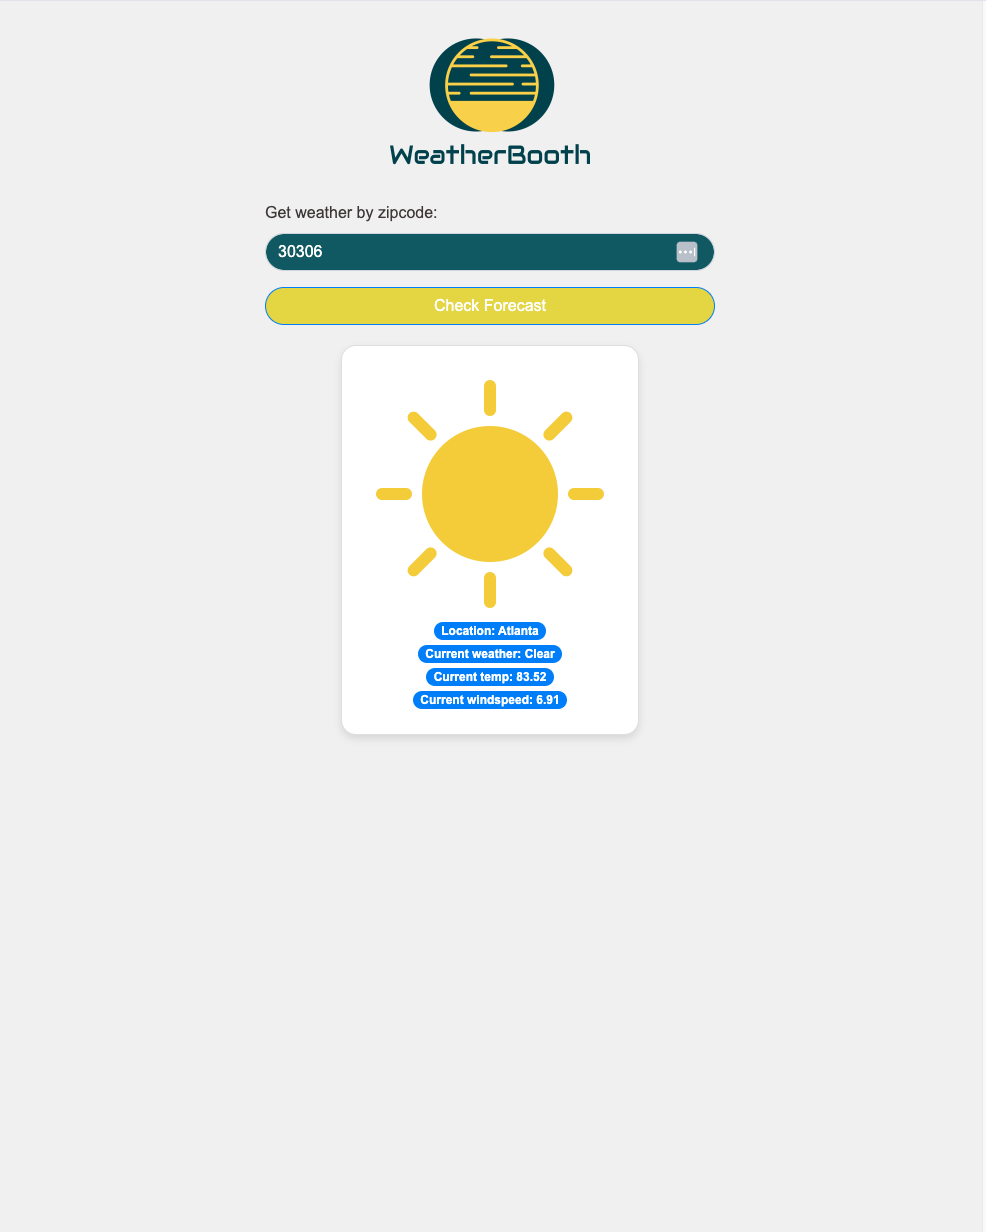 WeatherBooth
Get weather by zipcode:
30306
Check Forecast
Location: Atlanta
Current weather: Clear
Current temp: 83.52
Current windspeed: 6.91